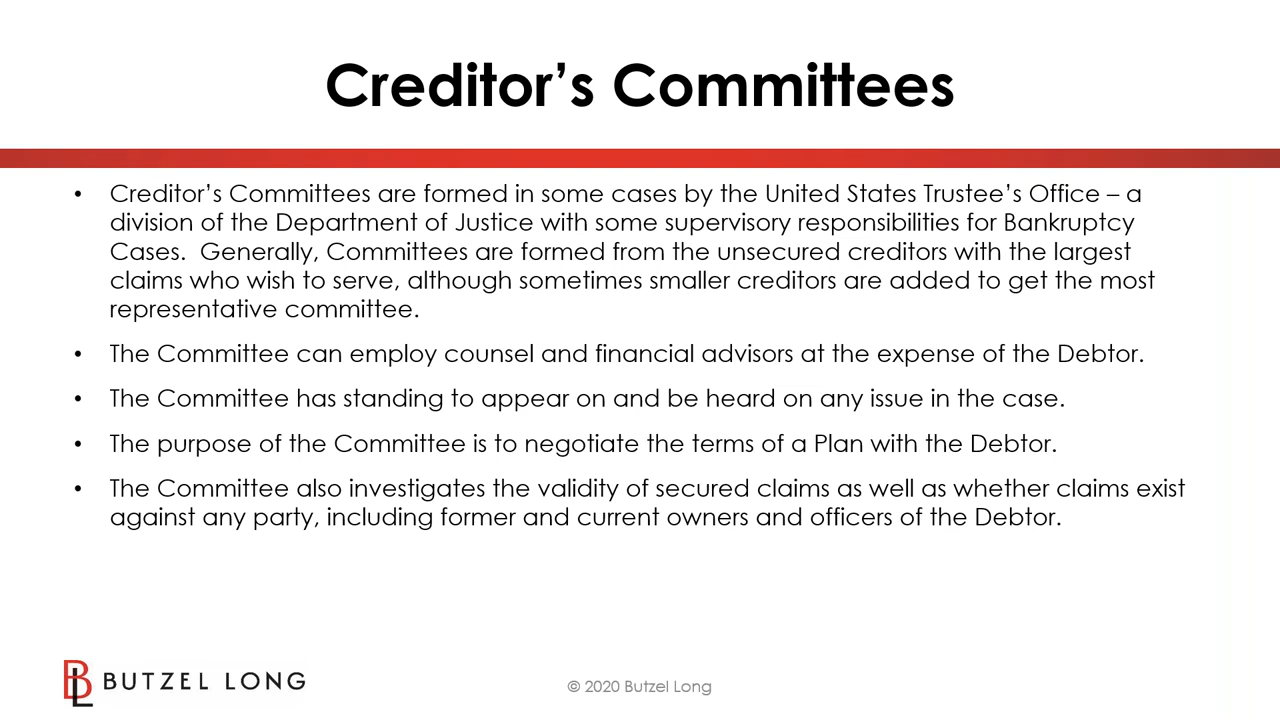 Creditor’s Committees
• Creditor’s Committees are formed in some cases by the United States Trustee’s Office – a
division of the Department of Justice with some supervisory responsibilities for Bankruptcy
Cases.  Generally, Committees are formed from the unsecured creditors with the largest
claims who wish to serve, although sometimes smaller creditors are added to get the most
representative committee.
• The Committee can employ counsel and financial advisors at the expense of the Debtor.
• The Committee has standing to appear on and be heard on any issue in the case.
• The purpose of the Committee is to negotiate the terms of a Plan with the Debtor.
• The Committee also investigates the validity of secured claims as well as whether claims exist
against any party, including former and current owners and officers of the Debtor.
BL BUTZEL LONG
© 2020 Butzel Long